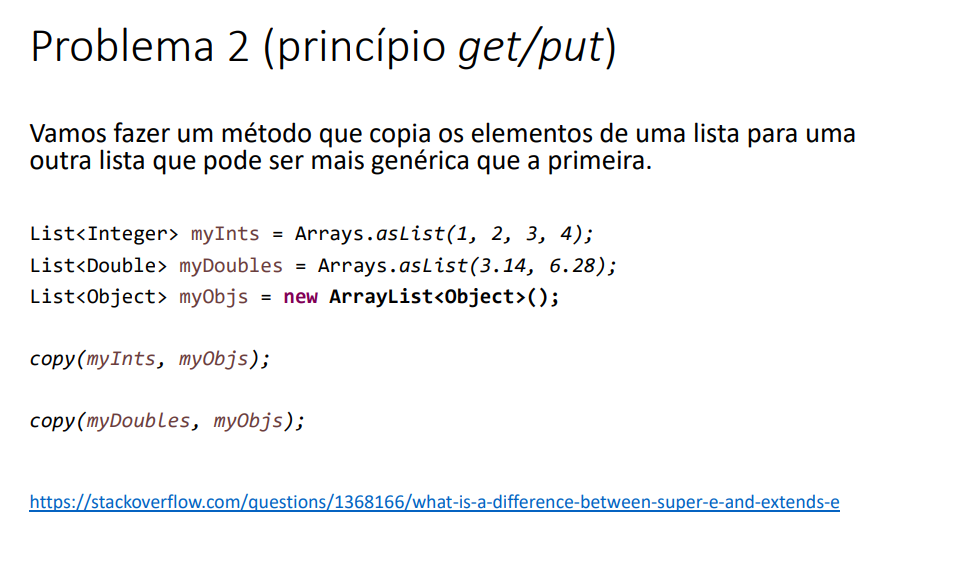 Problema 2 (princípio get/put)
Vamos fazer um método que copia os elementos de uma lista para uma
outra lista que pode ser mais genérica que a primeira.
List<Integer> myInts = Arrays.asList(1, 2, 3, 4);
List<Double> myDoubles = Arrays.asList(3.14, 6.28);
List<Object> myObjs = new ArrayList<Object>();
copy(myInts, myObjs);
copy(myDoubles, myObjs);
https://stackoverflow.com/questions/1368166/what-is-a-difference-between-super-e-and-extends-e